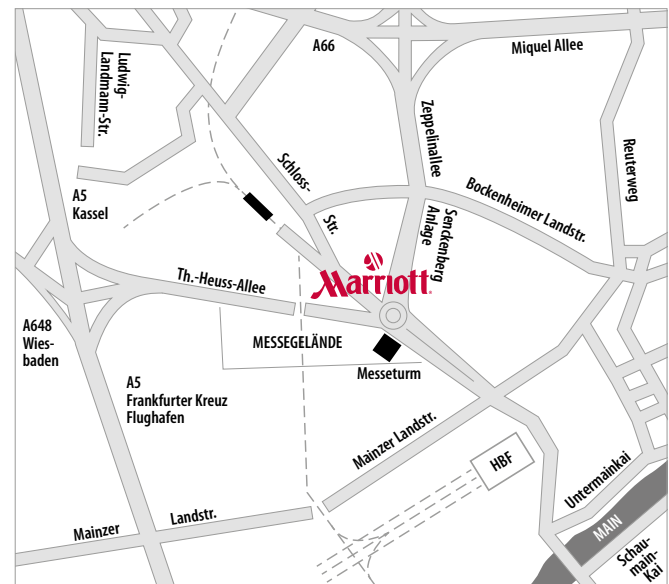 A66
Miquel Allee
Ludwig-
Landmann-Str.
Zeppelinallee
Reuterweg
Schloss-
Str.
A5
Kassel
Bockenheimer Landstr.
Senckenberg
Anlage
Th.-Heuss-Allee
Marriott
A648
Wies-
baden
MESSEGELÄNDE
Messeturm
A5
Frankfurter Kreuz
Flughafen
Mainzer Landstr.
HBF
Untermainkai
Mainzer
Landstr.
MAIN
Schau-
main-
Kai